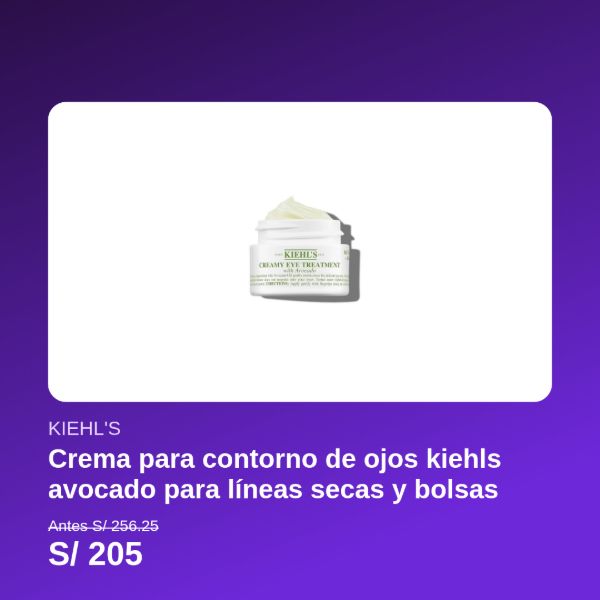 KIEHL'S
CREAMY EYE TREATMENT
with Avocado
KIEHL'S
Crema para contorno de ojos kiehls
avocado para líneas secas y bolsas
Antes S/ 256.25
S/ 205